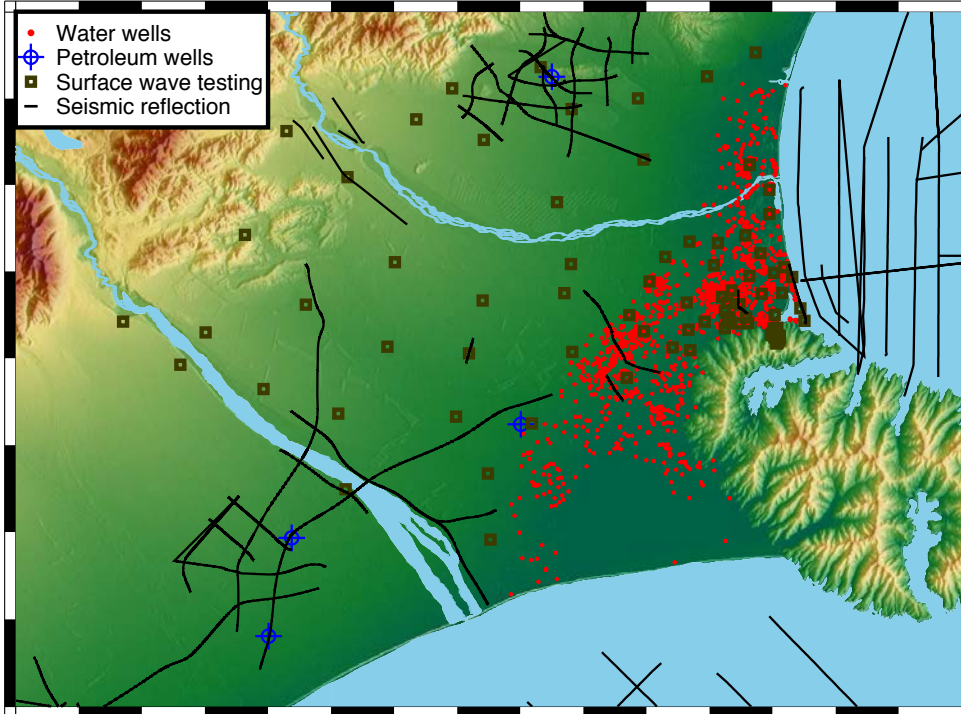 Water wells
Petroleum wells
Surface wave testing
Seismic reflection